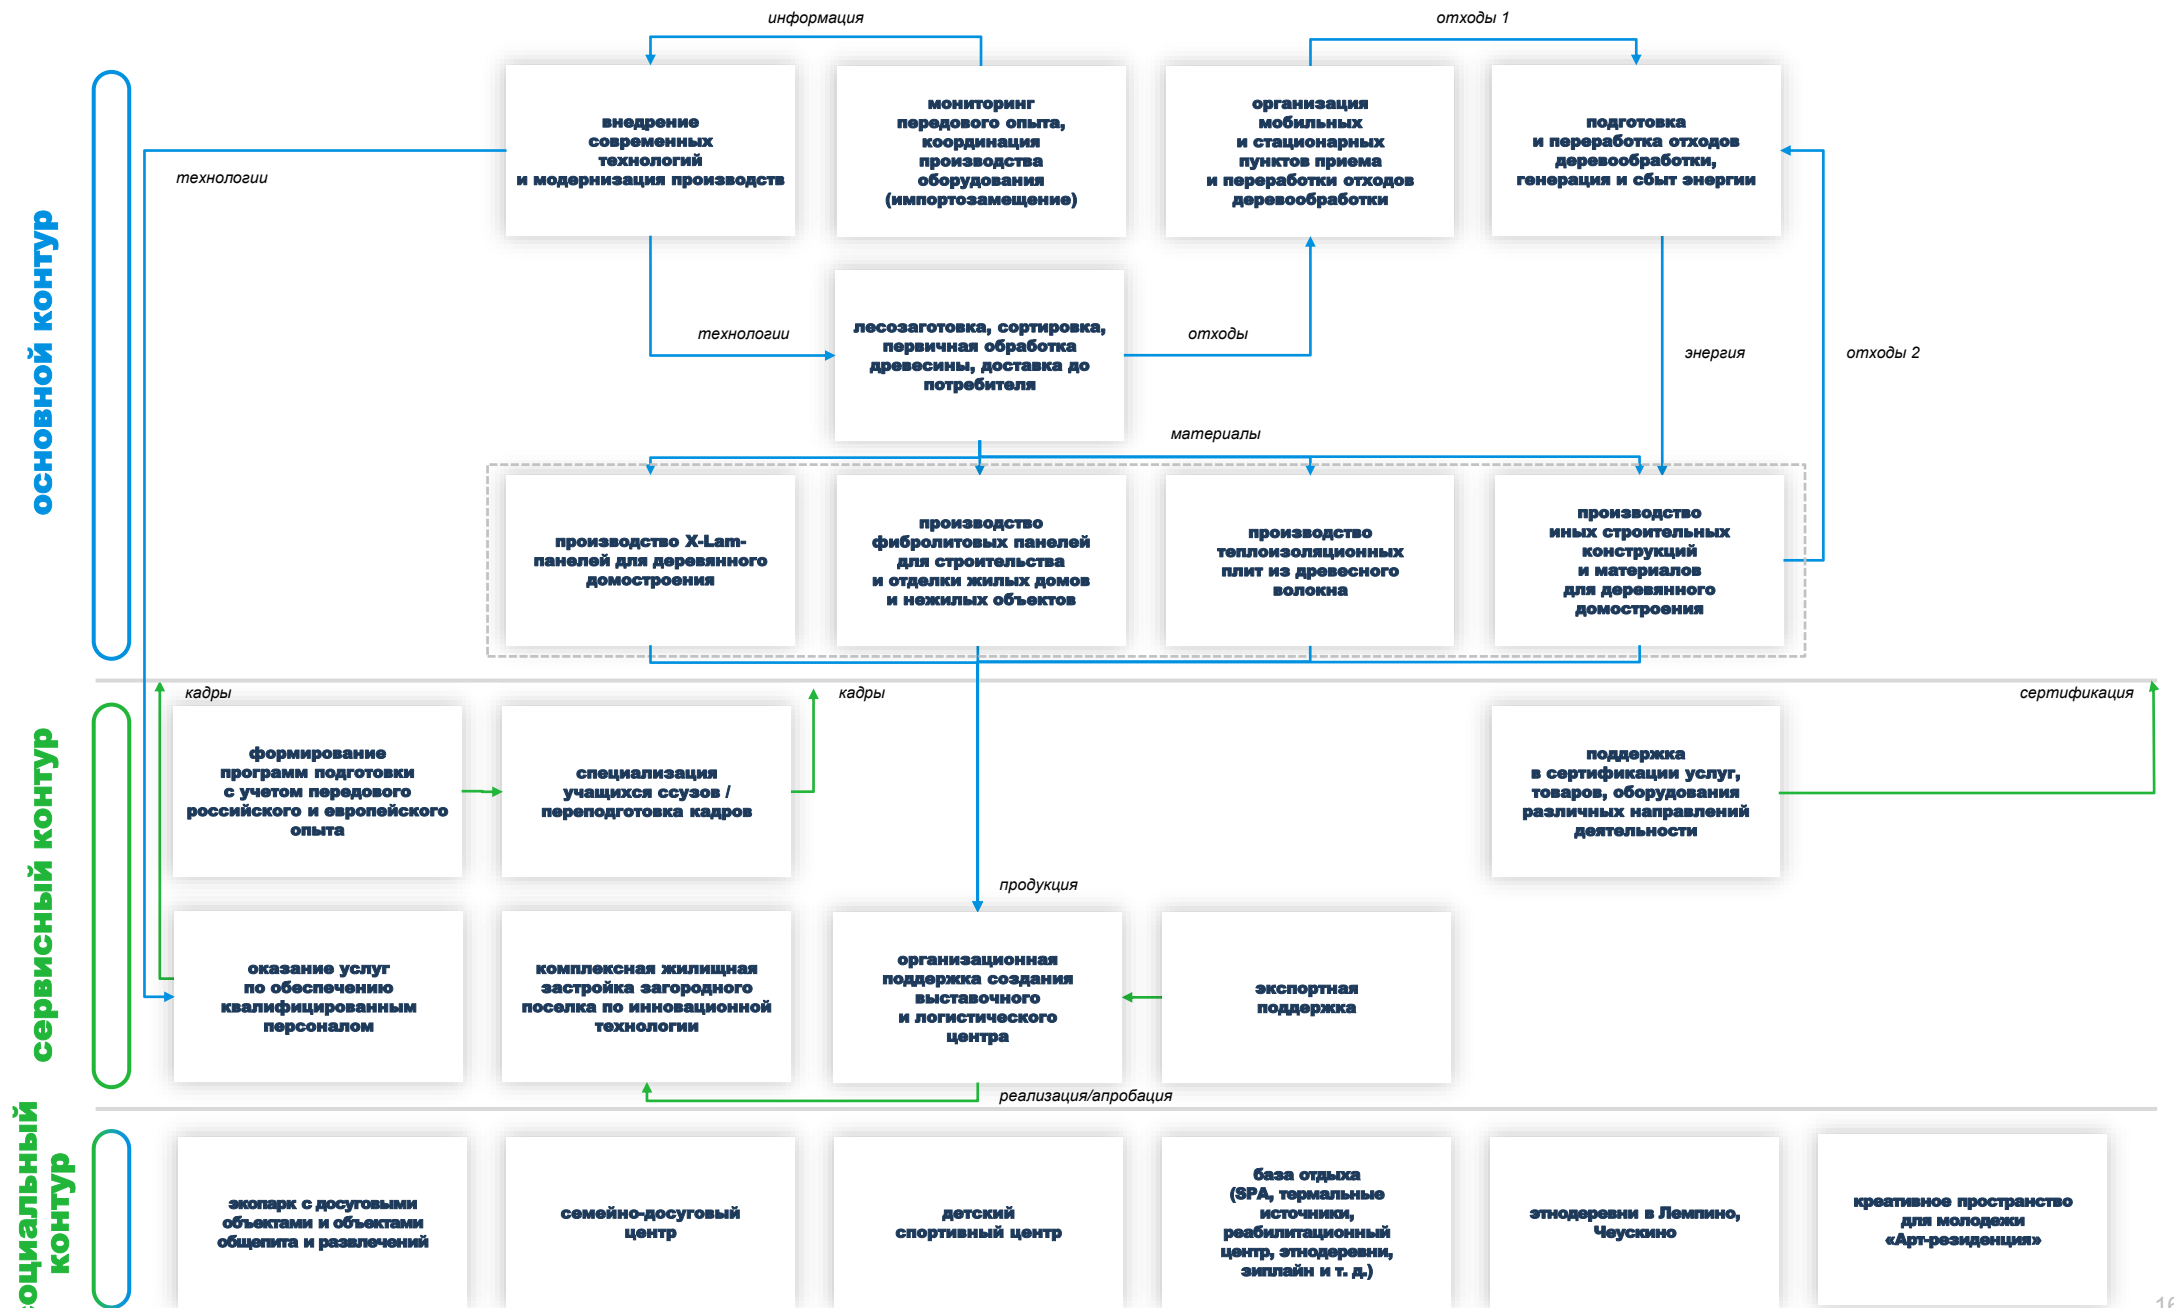 информация
отходы 1
основной контур
внедрение
современных
технологий
и модернизация производств
мониторинг
передового опыта,
координация
производства
оборудования
(импортозамещение)
организация
мобильных
и стационарных
пунктов приема
и переработки отходов
деревообработки
подготовка
и переработка отходов
деревообработки,
генерация и сбыт энергии
технологии
технологии
лесозаготовка, сортировка,
первичная обработка
древесины, доставка до
потребителя
отходы
энергия
отходы 2
материалы
производство X-Lam-
панелей для деревянного
домостроения
производство
фибролитовых панелей
для строительства
и отделки жилых домов
и нежилых объектов
производство
теплоизоляционных
плит из древесного
волокна
производство
иных строительных
конструкций
и материалов
для деревянного
домостроения
сервисный контур
кадры
кадры
сертификация
формирование
программ подготовки
с учетом передового
российского и европейского
опыта
специализация
учащихся ссузов /
переподготовка кадров
поддержка
в сертификации услуг,
товаров, оборудования
различных направлений
деятельности
продукция
оказание услуг
по обеспечению
квалифицированным
персоналом
комплексная жилищная
застройка загородного
поселка по инновационной
технологии
организационная
поддержка создания
выставочного
и логистического
центра
экспортная
поддержка
реализация/апробация
контур
экопарк с досуговыми
объектами и объектами
общепита и развлечений
семейно-досуговый
центр
детский
спортивный центр
база отдыха
(SPA, термальные
источники,
реабилитационный
центр, этнодеревни,
зиплайн и т. д.)
этнодеревни в Лемпино,
Чеускино
креативное пространство
для молодежи
«Арт-резиденция»